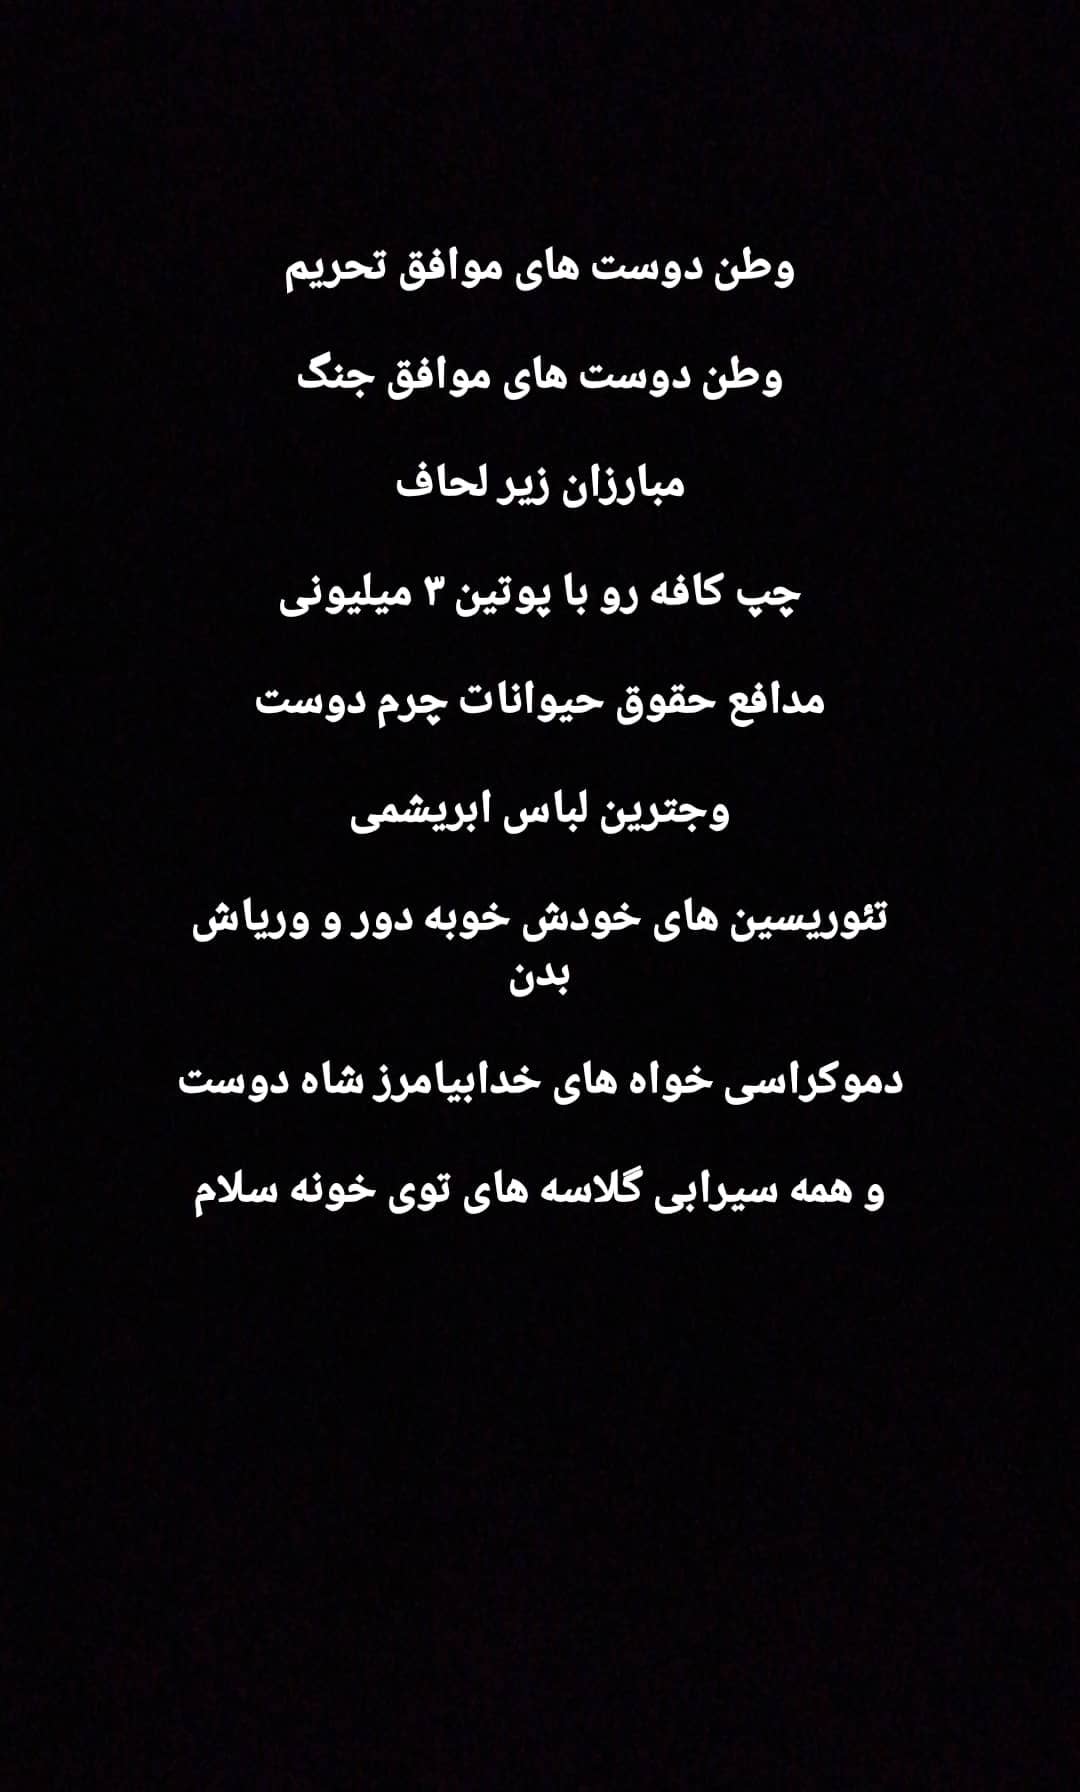 وطن دوست های موافق تحریم
وطن دوست های موافق جنگ
مبارزان زیر لحاف
چپ کافه رو با پوتین ۳ میلیونی
مدافع حقوق حیوانات چرم دوست
وجترین لباس ابریشمی
تئوریسین های خودش خوبه دور و وریاش
بدن
دموکراسی خواه های خدابیامرز شاه دوست
و همه سیرابی گلاسه های توی خونه سلام